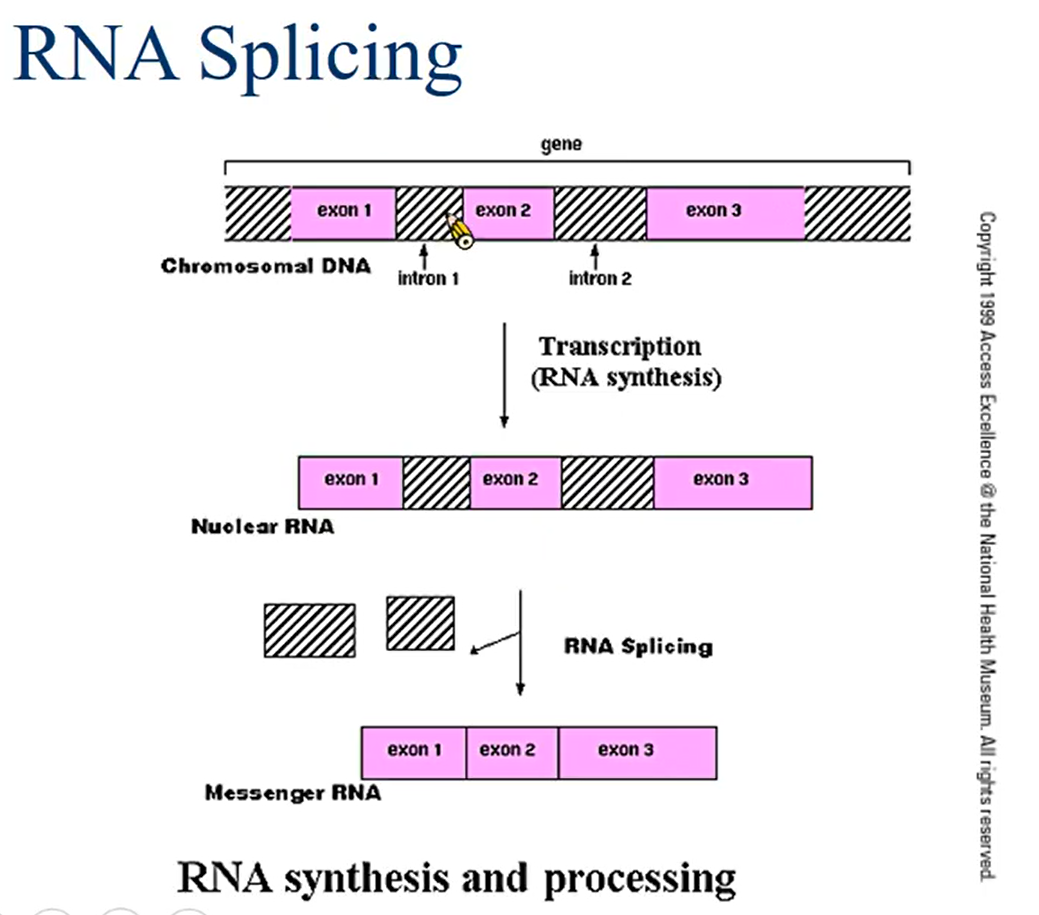 RNA Splicing
gene
exon 1
exon 2
exon 3
Chromosomal DNA
intron 1
intron 2
Transcription
(RNA synthesis)
exon 1
exon 2
exon 3
Nuclear RNA
RNA Splicing
exon 1
exon 2
exon 3
Messenger RNA
RNA synthesis and processing
Copyright 1999 Access Excellence @ the National Health Museum. All rights reserved.